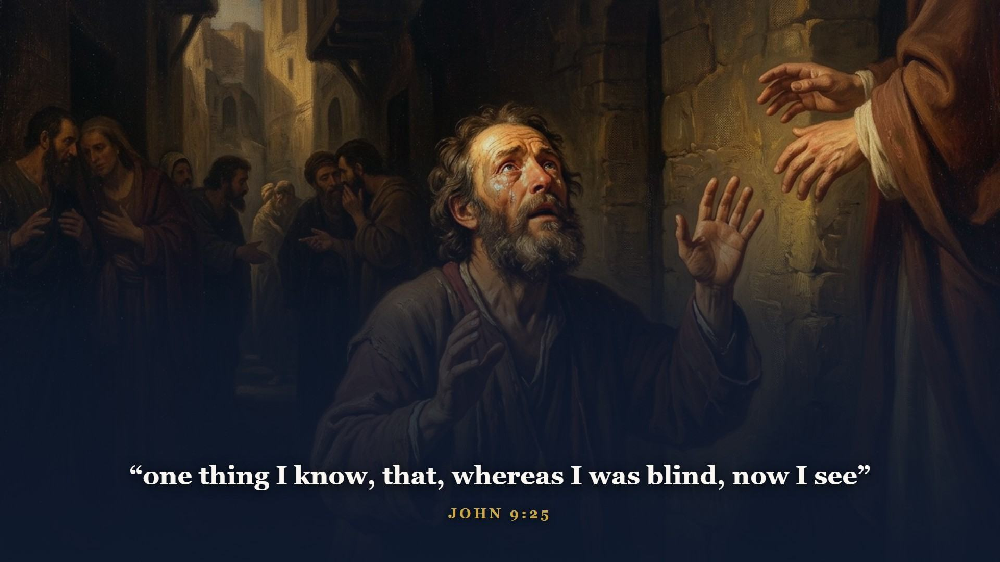 “one thing I know, that, whereas I was blind, now I see”
JOHN 9:25